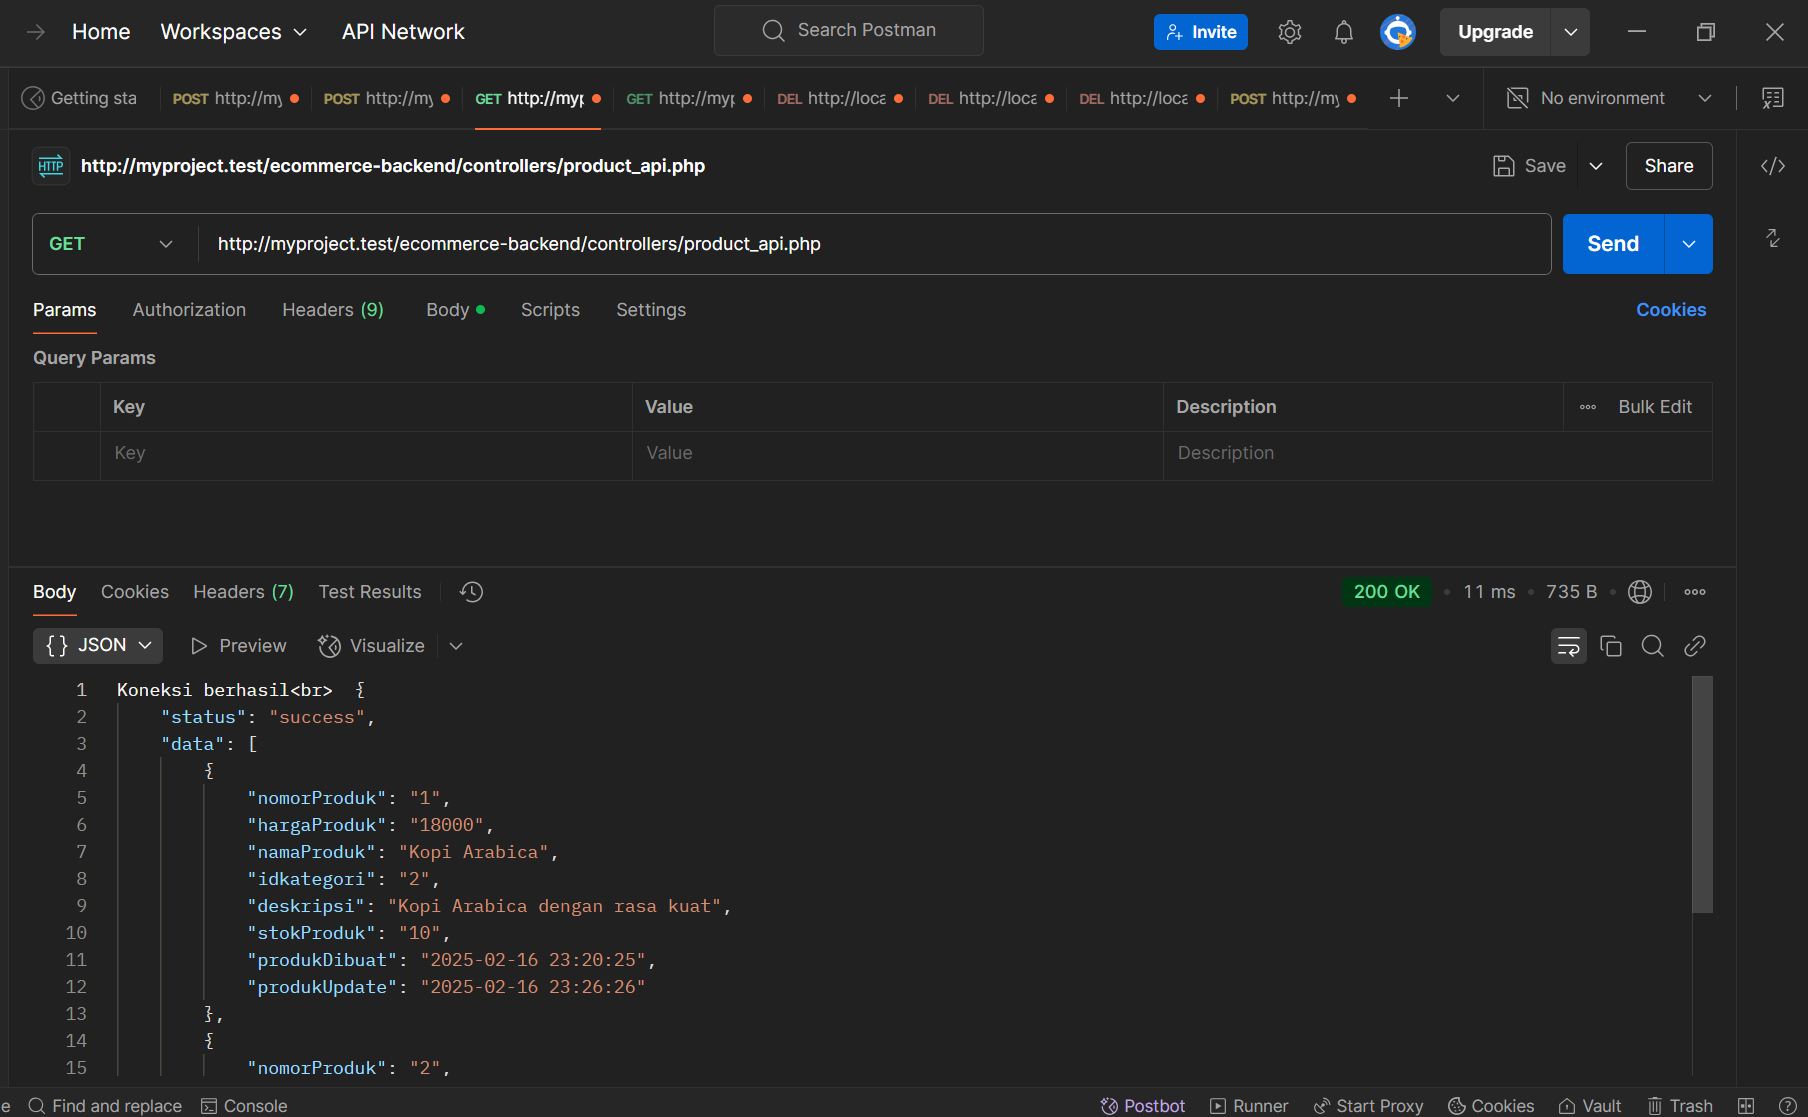 Home Workspaces API Network Search Postman Invite Upgrade
Getting sta POST http://my POST http://my GET http://myp GET http://myp DEL http://loca DEL http://loca DEL http://loca POST http://my No environment
HTTP http://myproject.test/ecommerce-backend/controllers/product_api.php Save Share
GET http://myproject.test/ecommerce-backend/controllers/product_api.php Send
Params Authorization Headers (9) Body Scripts Settings Cookies
Query Params
Key Value Description Bulk Edit
Key Value Description
Body Cookies Headers (7) Test Results 200 OK 11 ms 735 B
{} JSON Preview Visualize
1 Koneksi berhasil<br> {
2 "status": "success",
3 "data": [
4 {
5 "nomorProduk": "1",
6 "hargaProduk": "18000",
7 "namaProduk": "Kopi Arabica",
8 "idkategori": "2",
9 "deskripsi": "Kopi Arabica dengan rasa kuat",
10 "stokProduk": "10",
11 "produkDibuat": "2025-02-16 23:20:25",
12 "produkUpdate": "2025-02-16 23:26:26"
13 },
14 {
15 "nomorProduk": "2",
e Find and replace Console Postbot Runner Start Proxy Cookies Vault Trash